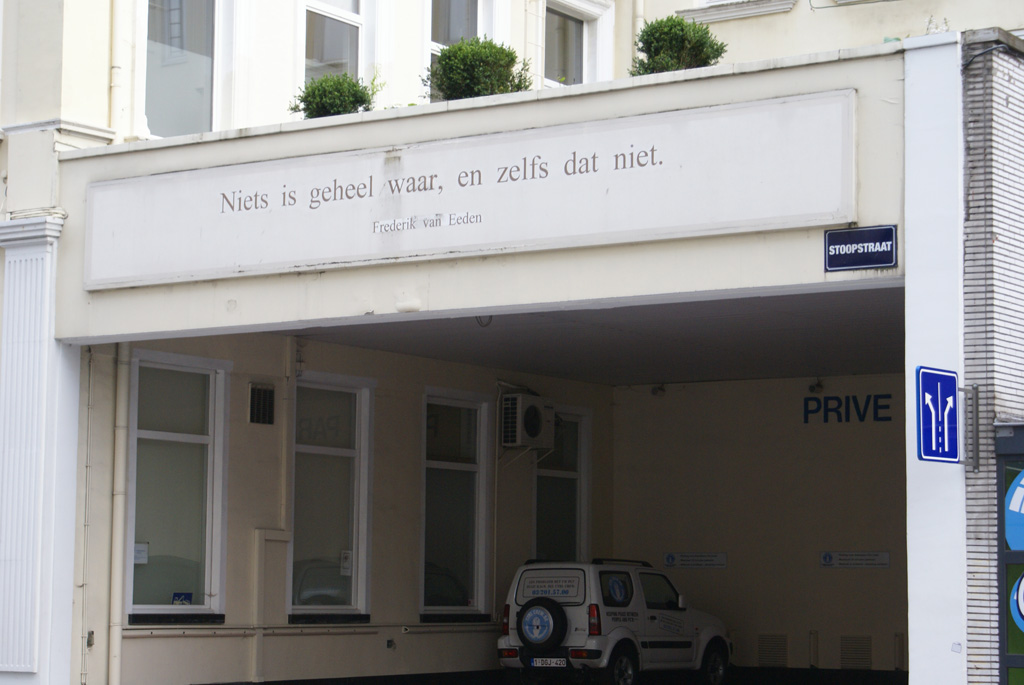 Niets is geheel waar, en zelfs dat niet.
Frederik van Eeden
STOOPSTRAAT
PRIVE